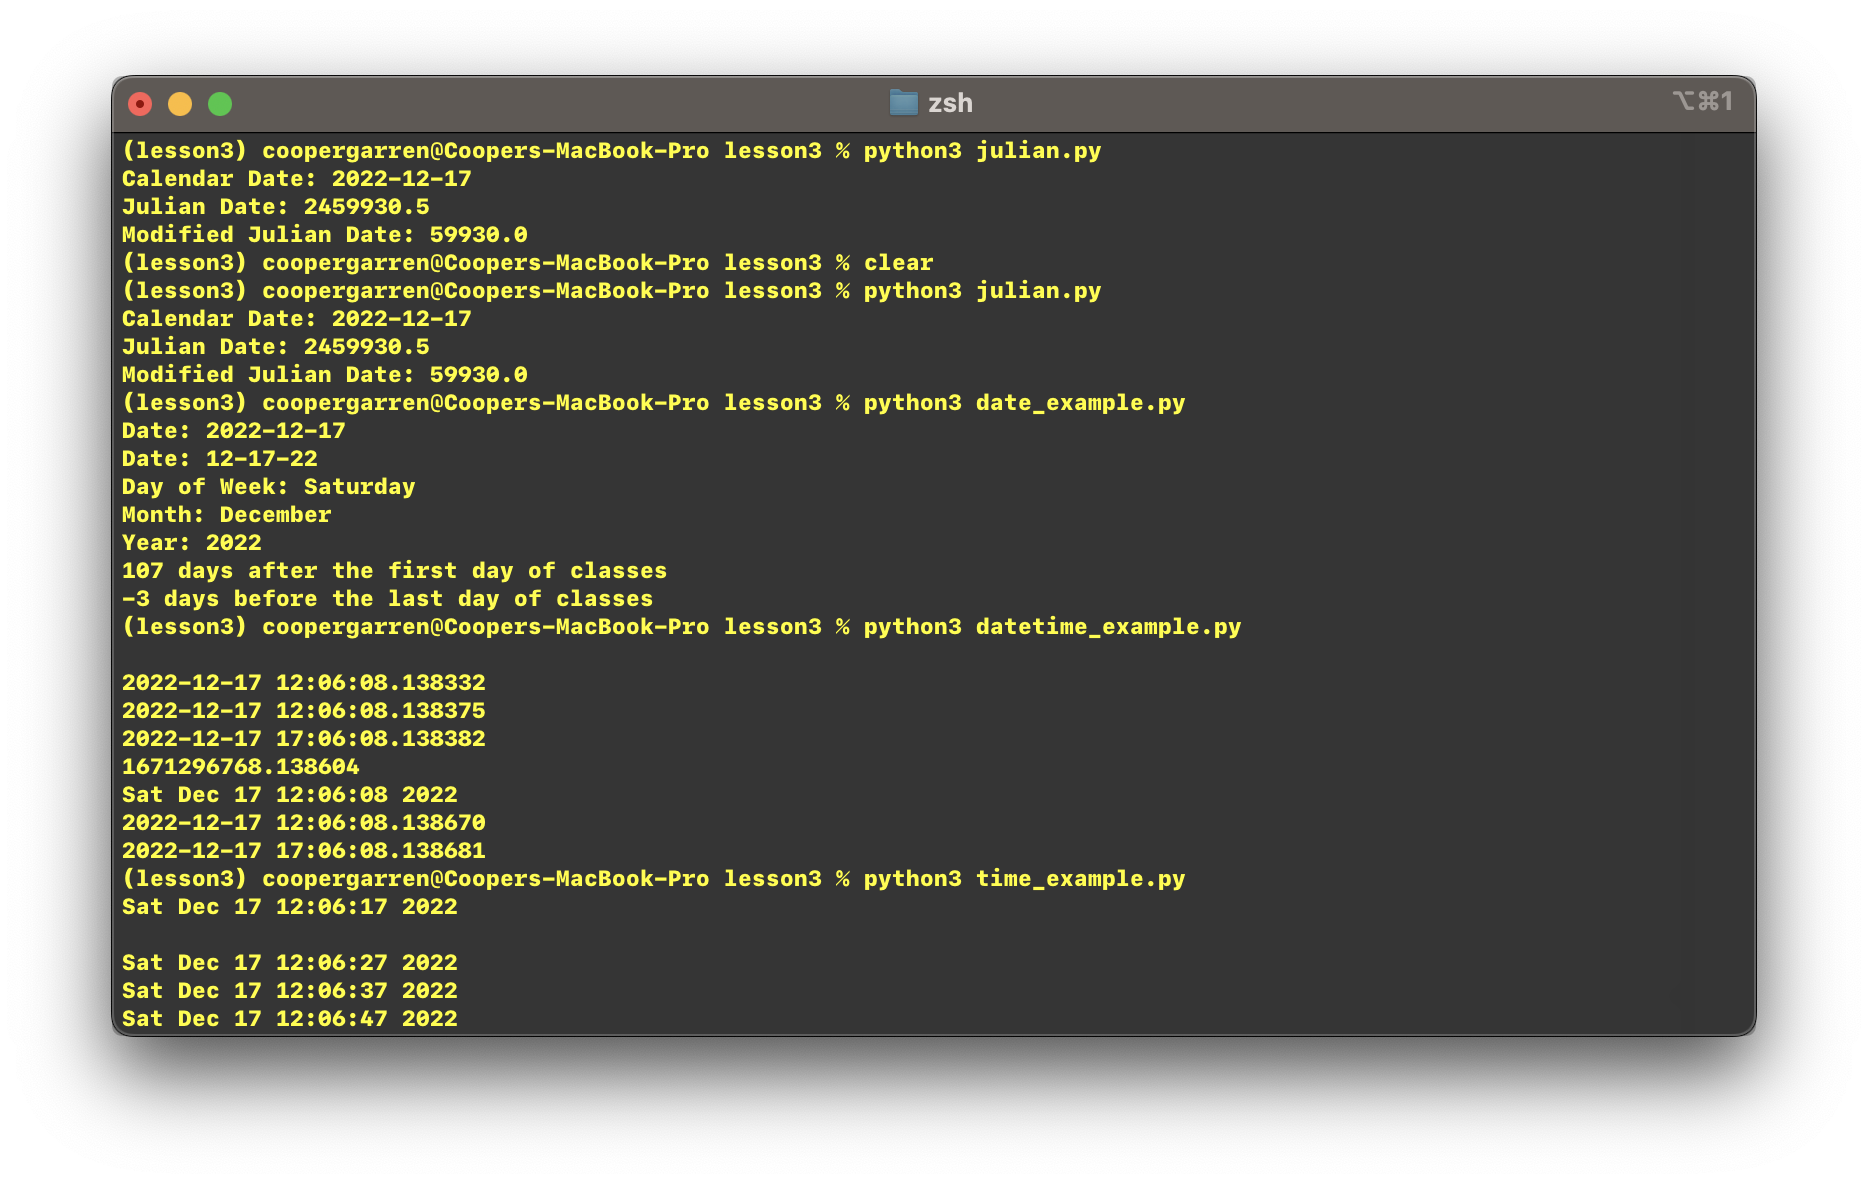 zsh
⌥⌘1
(lesson3) coopergarren@Coopers-MacBook-Pro lesson3 % python3 julian.py
Calendar Date: 2022-12-17
Julian Date: 2459930.5
Modified Julian Date: 59930.0
(lesson3) coopergarren@Coopers-MacBook-Pro lesson3 % clear
(lesson3) coopergarren@Coopers-MacBook-Pro lesson3 % python3 julian.py
Calendar Date: 2022-12-17
Julian Date: 2459930.5
Modified Julian Date: 59930.0
(lesson3) coopergarren@Coopers-MacBook-Pro lesson3 % python3 date_example.py
Date: 2022-12-17
Date: 12-17-22
Day of Week: Saturday
Month: December
Year: 2022
107 days after the first day of classes
-3 days before the last day of classes
(lesson3) coopergarren@Coopers-MacBook-Pro lesson3 % python3 datetime_example.py
2022-12-17 12:06:08.138332
2022-12-17 12:06:08.138375
2022-12-17 17:06:08.138382
1671296768.138604
Sat Dec 17 12:06:08 2022
2022-12-17 12:06:08.138670
2022-12-17 17:06:08.138681
(lesson3) coopergarren@Coopers-MacBook-Pro lesson3 % python3 time_example.py
Sat Dec 17 12:06:17 2022
Sat Dec 17 12:06:27 2022
Sat Dec 17 12:06:37 2022
Sat Dec 17 12:06:47 2022